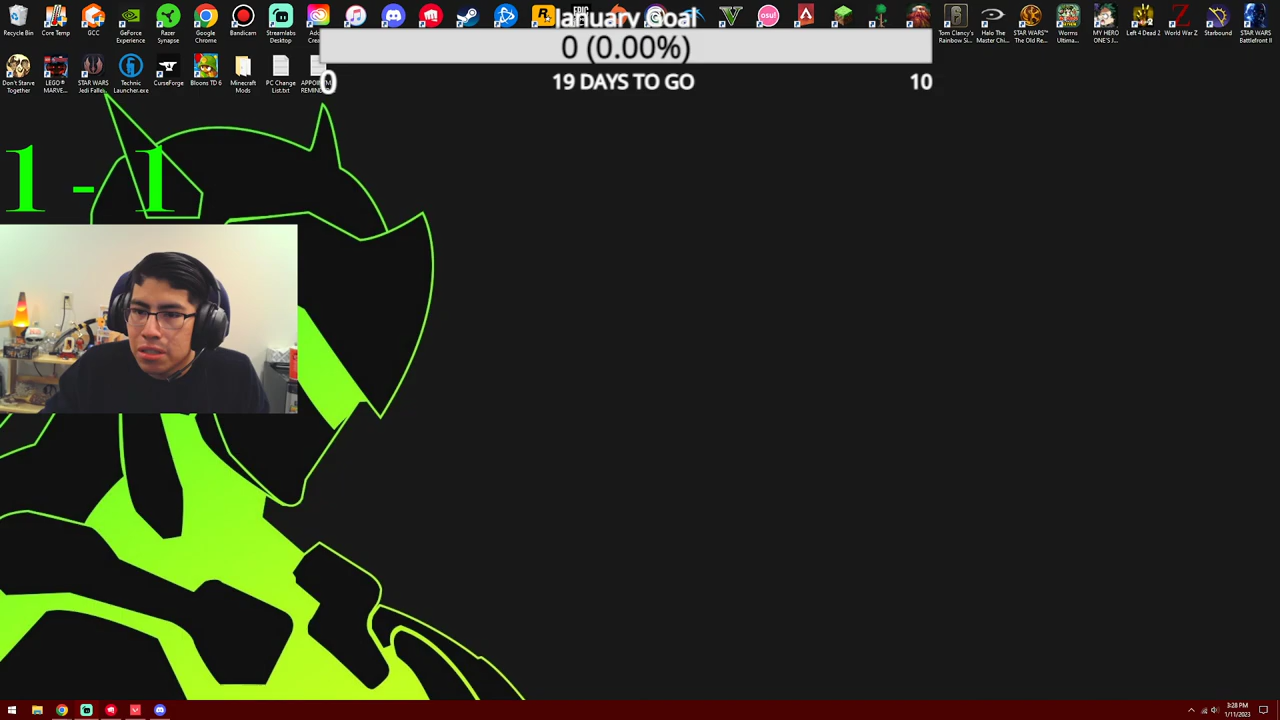 January Goal
0 (0.00%)
0
19 DAYS TO GO
10
Recycle Bin
Core Temp
GCC
GeForce Experience
Razer Synapse
Google Chrome
Bandicam
Streamlabs Desktop
Tom Clancy's Rainbow Si...
Halo The Master Chi...
STAR WARS™ The Old Re...
Worms Ultima...
MY HERO ONE'S J...
Left 4 Dead 2
World War Z
Starbound
STAR WARS Battlefront II
Don't Starve Together
LEGO® MARVE...
STAR WARS Jedi Fallen...
Technic Launcher.exe
CurseForge
Bloons TD 6
Minecraft Mods
PC Change List.txt
1 - 1
3:28 PM
1/11/2023